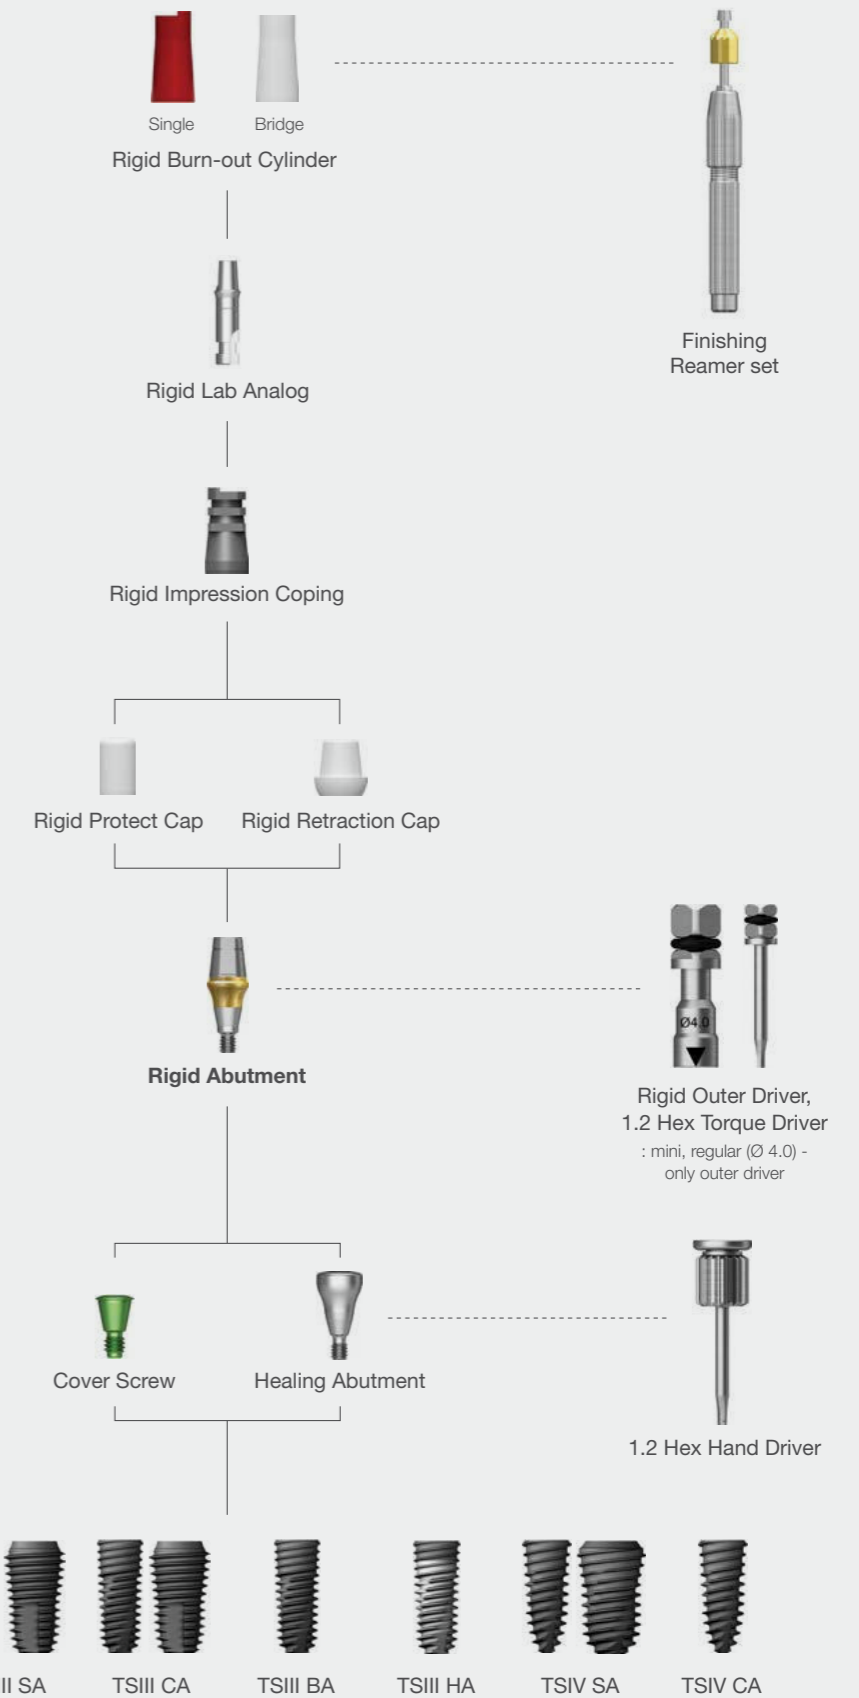 Single
Bridge
Rigid Burn-out Cylinder
Finishing
Reamer set
Rigid Lab Analog
Rigid Impression Coping
Rigid Protect Cap
Rigid Retraction Cap
Ø4.0
Rigid Abutment
Rigid Outer Driver,
1.2 Hex Torque Driver
: mini, regular (Ø 4.0) -
only outer driver
Cover Screw
Healing Abutment
1.2 Hex Hand Driver
II SA
TSIII CA
TSIII BA
TSIII HA
TSIV SA
TSIV CA